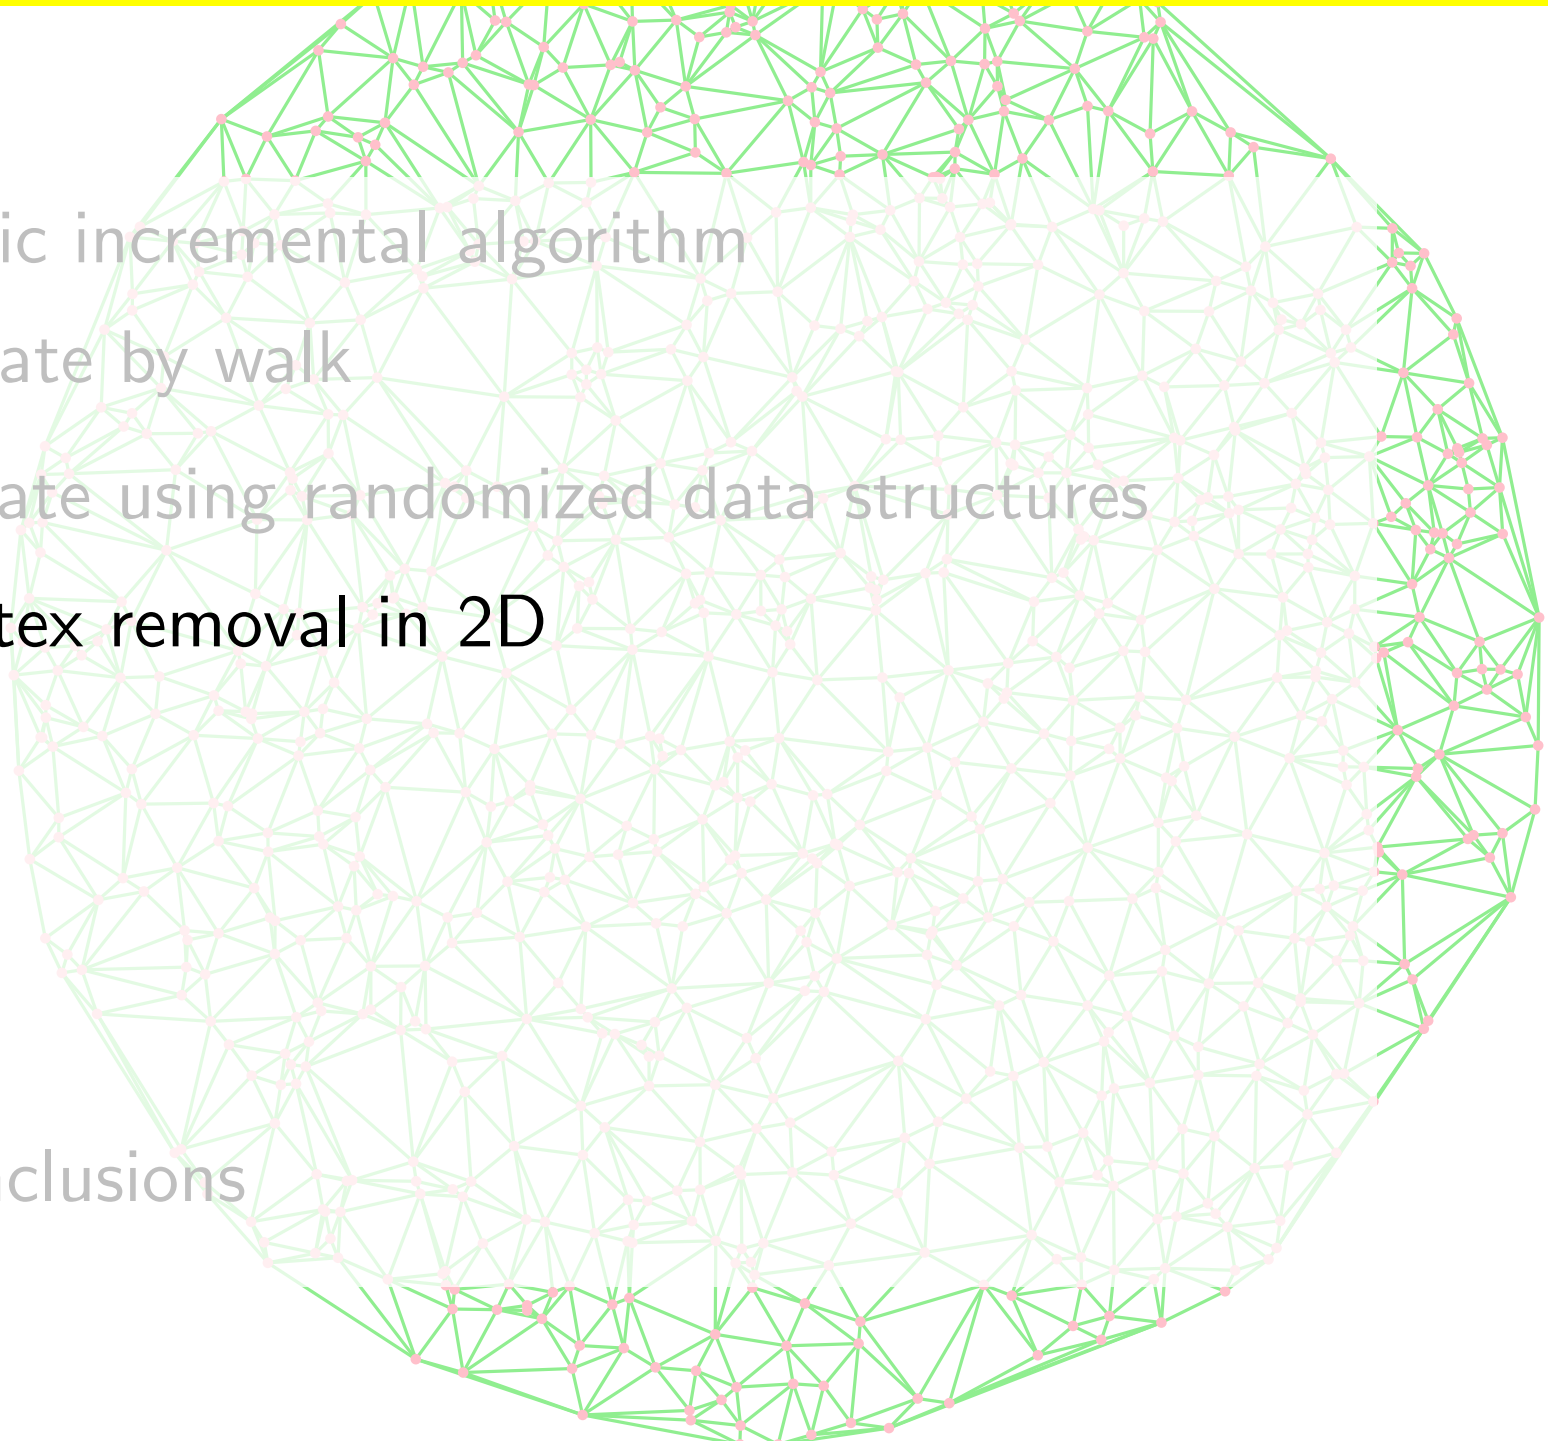 ic incremental algorithm
ate by walk
ate using randomized data structures
tex removal in 2D
clusions